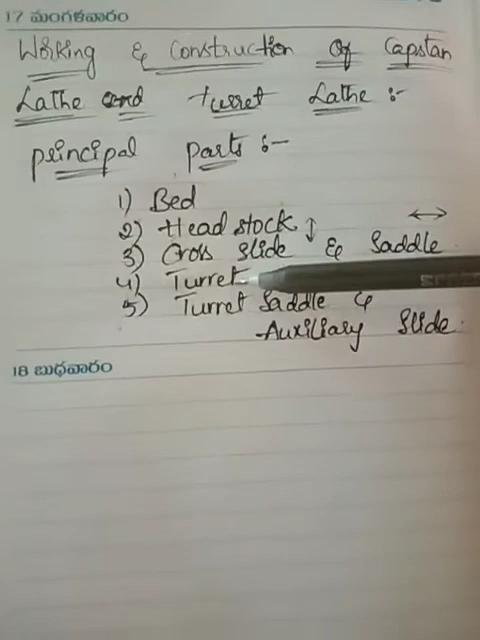 17 మంగళవారం
Working & Construction Of Capstan
Lathe and turret Lathe :-
principal parts :-
1) Bed
2) Head stock ↕
3) Cross slide & Saddle ↔
4) Turret
5) Turret Saddle &
Auxiliary Slide.
18 బుధవారం